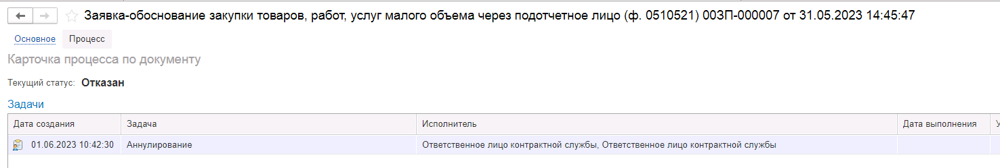 Заявка-обоснование закупки товаров, работ, услуг малого объема через подотчетное лицо (ф. 0510521) 00ЗП-000007 от 31.05.2023 14:45:47
Основное Процесс
Карточка процесса по документу
Текущий статус: Отказан
Задачи
Дата создания Задача Исполнитель Дата выполнения У
01.06.2023 10:42:30 Аннулирование Ответственное лицо контрактной службы, Ответственное лицо контрактной службы